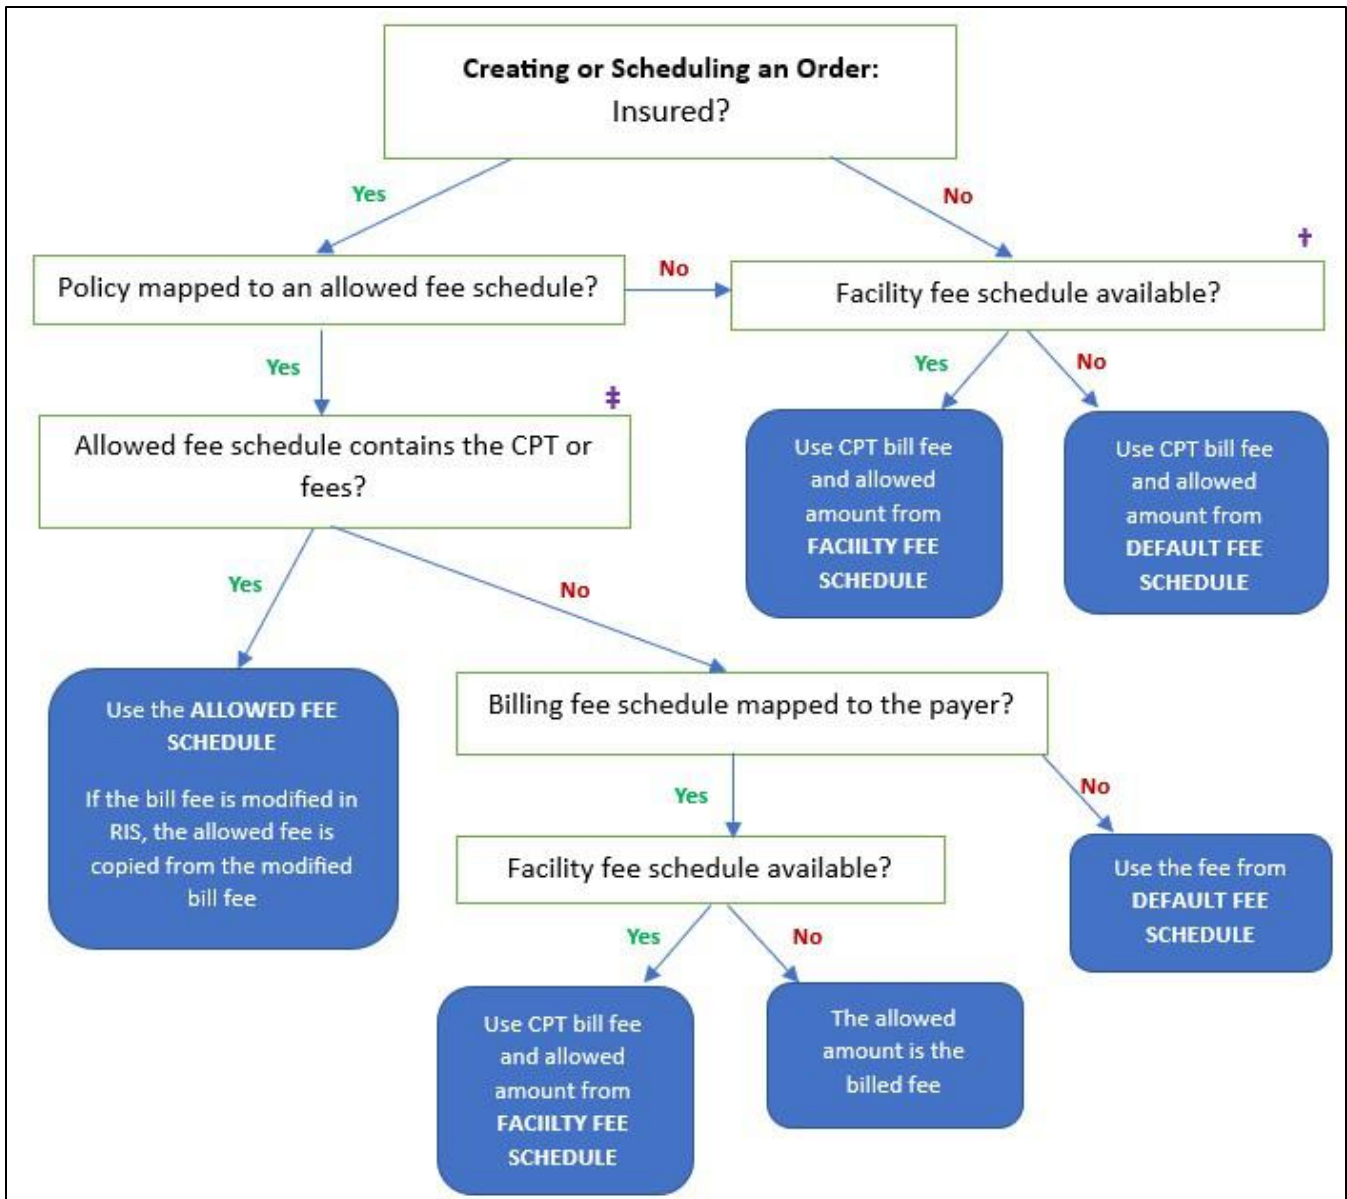 Creating or Scheduling an Order:
Insured?
Yes
No
†
Policy mapped to an allowed fee schedule?
No
Facility fee schedule available?
Yes
Yes
No
‡
Allowed fee schedule contains the CPT or
fees?
Use CPT bill fee
and allowed
amount from
FACIILTY FEE
SCHEDULE
Use CPT bill fee
and allowed
amount from
DEFAULT FEE
SCHEDULE
Yes
No
Use the ALLOWED FEE
SCHEDULE
If the bill fee is modified in
RIS, the allowed fee is
copied from the modified
bill fee
Billing fee schedule mapped to the payer?
Yes
No
Facility fee schedule available?
Use the fee from
DEFAULT FEE
SCHEDULE
Yes
No
Use CPT bill fee
and allowed
amount from
FACIILTY FEE
SCHEDULE
The allowed
amount is the
billed fee